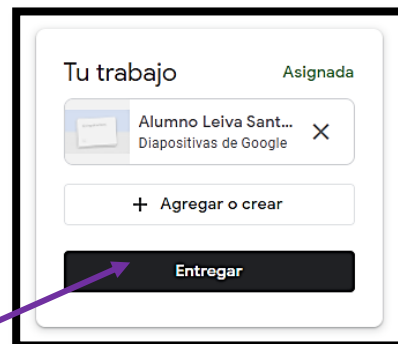 Tu trabajo Asignada
Alumno Leiva Sant...
Diapositivas de Google
+ Agregar o crear
Entregar